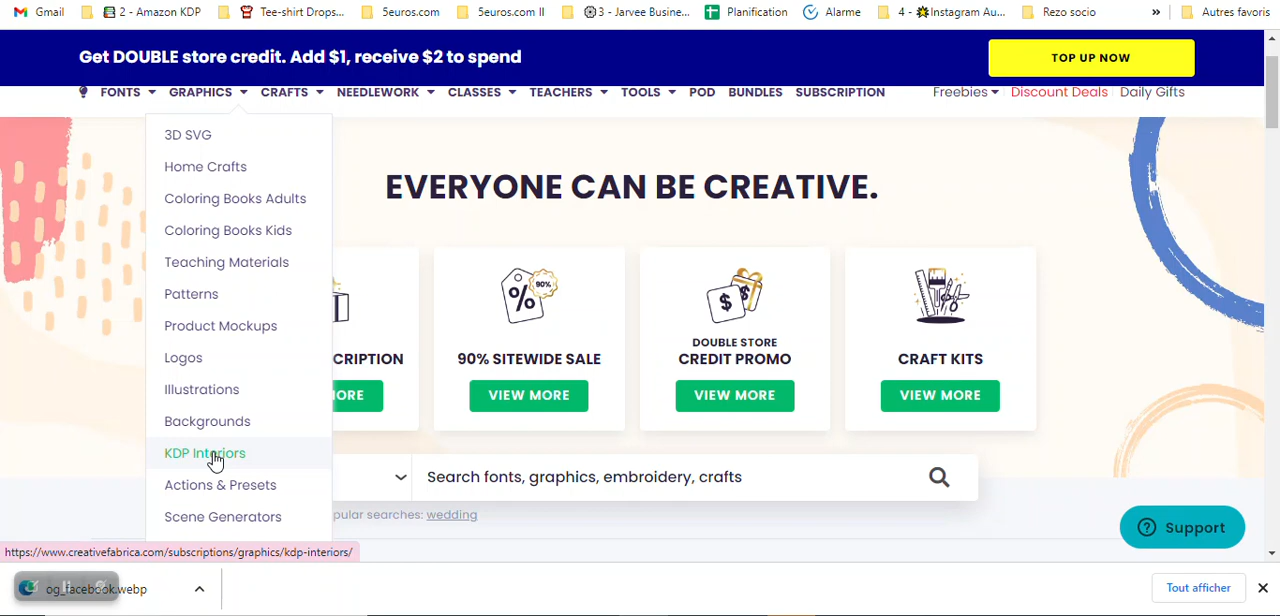 Gmail 2 - Amazon KDP Tee-shirt Drops... 5euros.com 5euros.com II 3 - Jarvee Busine... Planification Alarme 4 - Instagram Au... Rezo socio » Autres favoris
Get DOUBLE store credit. Add $1, receive $2 to spend
TOP UP NOW
FONTS GRAPHICS CRAFTS NEEDLEWORK CLASSES TEACHERS TOOLS POD BUNDLES SUBSCRIPTION Freebies Discount Deals Daily Gifts
3D SVG
Home Crafts
Coloring Books Adults
Coloring Books Kids
Teaching Materials
Patterns
Product Mockups
Logos
Illustrations
Backgrounds
KDP Interiors
Actions & Presets
Scene Generators
EVERYONE CAN BE CREATIVE.
CRIPTION
ORE
%
90%
90% SITEWIDE SALE
VIEW MORE
$
$
DOUBLE STORE
CREDIT PROMO
VIEW MORE
CRAFT KITS
VIEW MORE
Search fonts, graphics, embroidery, crafts
pular searches: wedding
Support
https://www.creativefabrica.com/subscriptions/graphics/kdp-interiors/
og_facebook.webp
Tout afficher